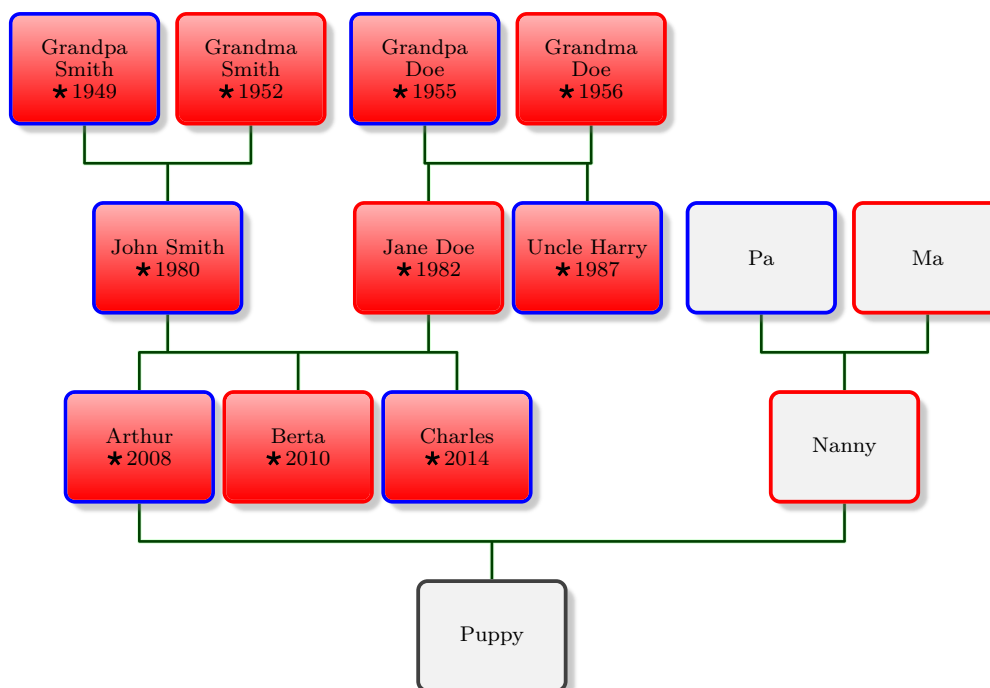 Grandpa
Smith
★1949
Grandma
Smith
★1952
Grandpa
Doe
★1955
Grandma
Doe
★1956
John Smith
★1980
Jane Doe
★1982
Uncle Harry
★1987
Pa
Ma
Arthur
★2008
Berta
★2010
Charles
★2014
Nanny
Puppy